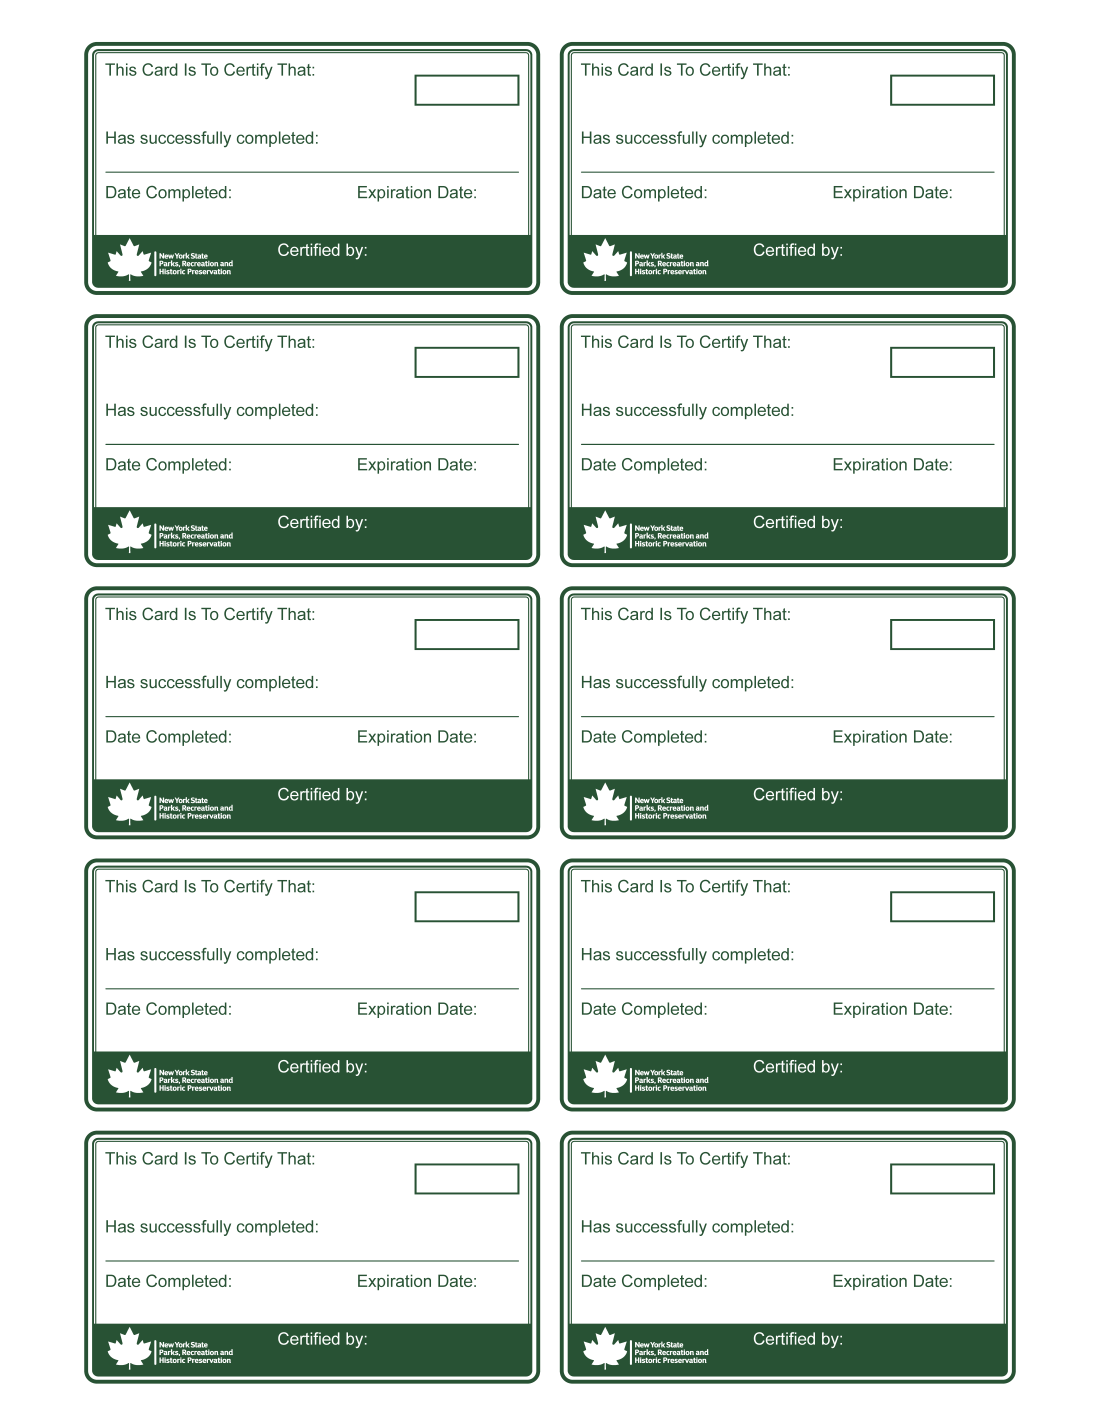 This Card Is To Certify That:
Has successfully completed:
Date Completed: Expiration Date:
Certified by:
New York State
Parks, Recreation and
Historic Preservation
This Card Is To Certify That:
Has successfully completed:
Date Completed: Expiration Date:
Certified by:
New York State
Parks, Recreation and
Historic Preservation
This Card Is To Certify That:
Has successfully completed:
Date Completed: Expiration Date:
Certified by:
New York State
Parks, Recreation and
Historic Preservation
This Card Is To Certify That:
Has successfully completed:
Date Completed: Expiration Date:
Certified by:
New York State
Parks, Recreation and
Historic Preservation
This Card Is To Certify That:
Has successfully completed:
Date Completed: Expiration Date:
Certified by:
New York State
Parks, Recreation and
Historic Preservation
This Card Is To Certify That:
Has successfully completed:
Date Completed: Expiration Date:
Certified by:
New York State
Parks, Recreation and
Historic Preservation
This Card Is To Certify That:
Has successfully completed:
Date Completed: Expiration Date:
Certified by:
New York State
Parks, Recreation and
Historic Preservation
This Card Is To Certify That:
Has successfully completed:
Date Completed: Expiration Date:
Certified by:
New York State
Parks, Recreation and
Historic Preservation
This Card Is To Certify That:
Has successfully completed:
Date Completed: Expiration Date:
Certified by:
New York State
Parks, Recreation and
Historic Preservation
This Card Is To Certify That:
Has successfully completed:
Date Completed: Expiration Date:
Certified by:
New York State
Parks, Recreation and
Historic Preservation